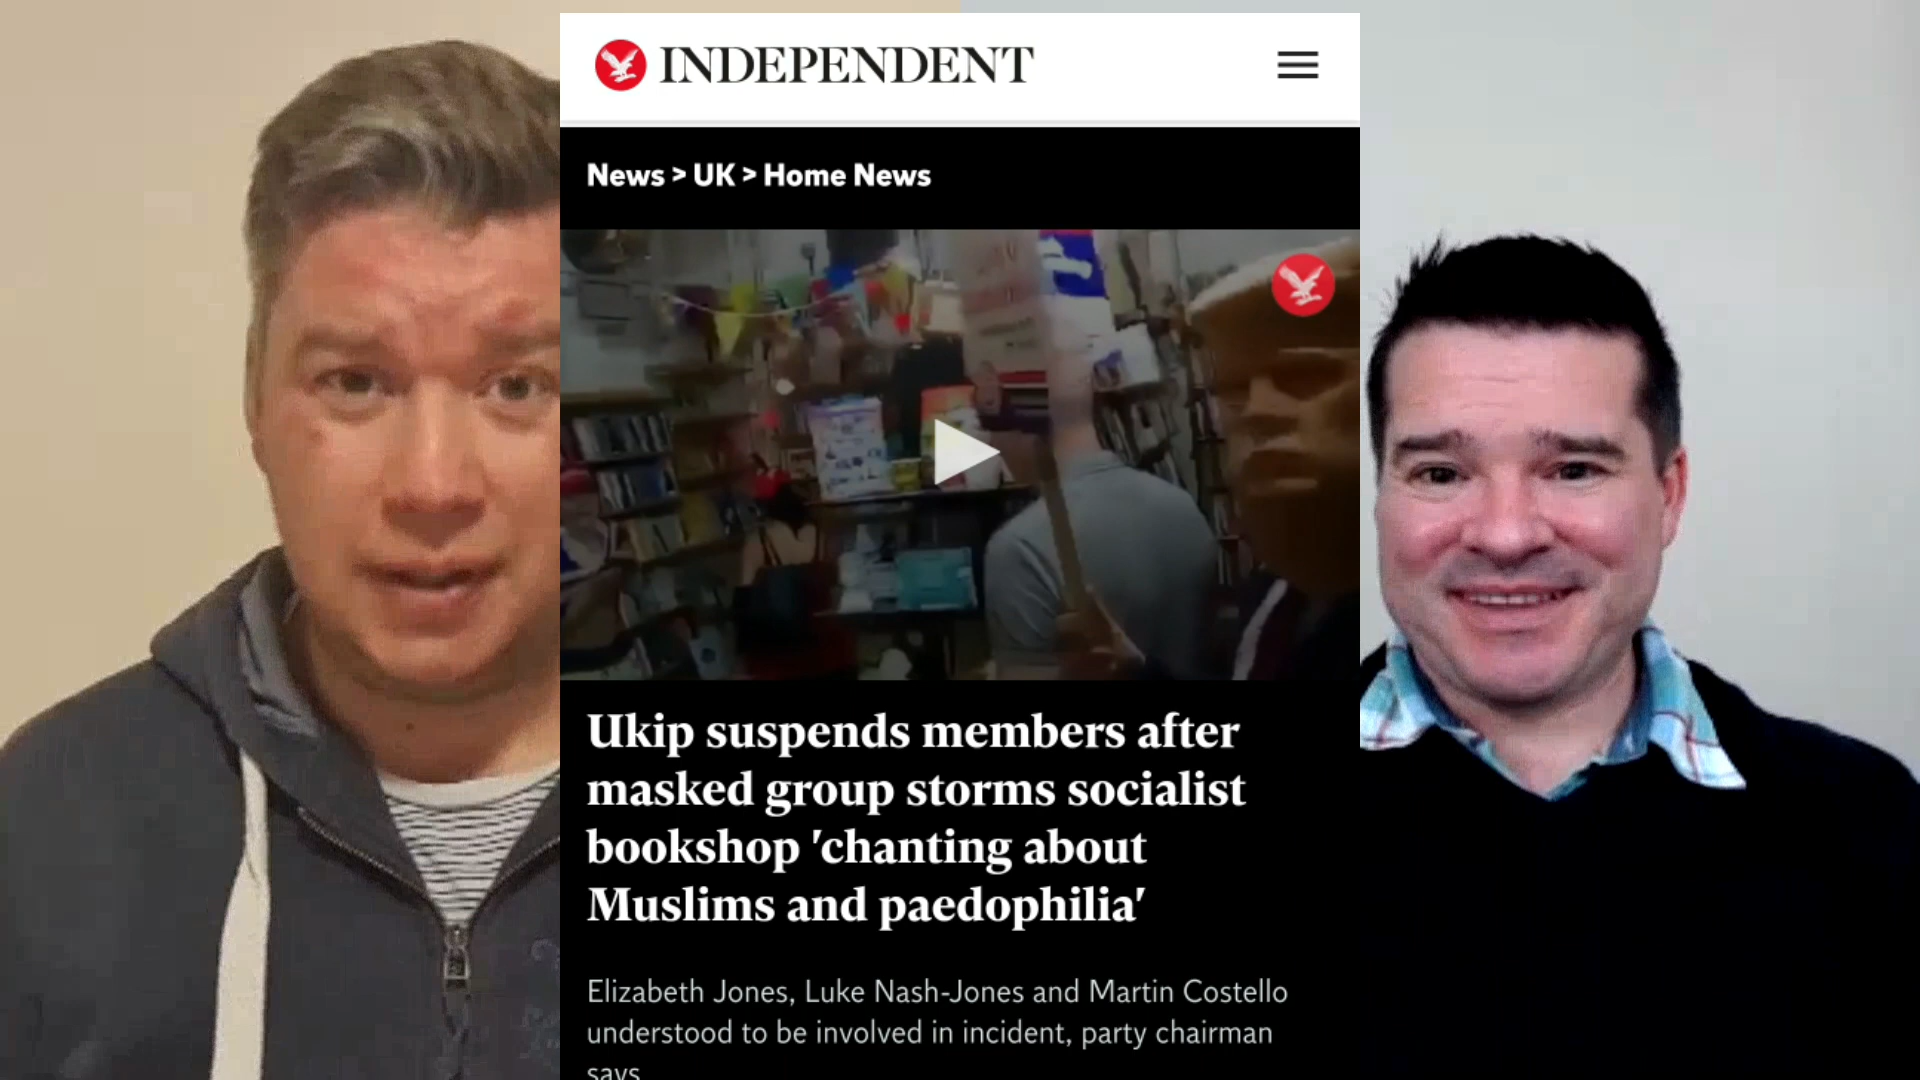 INDEPENDENT
News > UK > Home News
Ukip suspends members after
masked group storms socialist
bookshop 'chanting about
Muslims and paedophilia'
Elizabeth Jones, Luke Nash-Jones and Martin Costello
understood to be involved in incident, party chairman
says